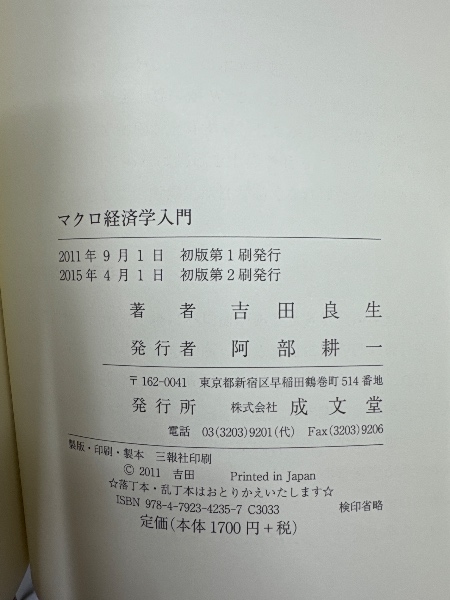 マクロ経済学入門
2011年9月1日 初版第1刷発行
2015年4月1日 初版第2刷発行
著者 吉田良生
発行者 阿部耕一
〒162-0041 東京都新宿区早稲田鶴巻町514番地
発行所 株式会社 成文堂
電話 03(3203)9201(代) Fax(3203)9206
製版・印刷・製本 三報社印刷
© 2011 吉田 Printed in Japan
☆落丁本・乱丁本はおとりかえいたします☆
ISBN 978-4-7923-4235-7 C3033 検印省略
定価(本体1700円+税)